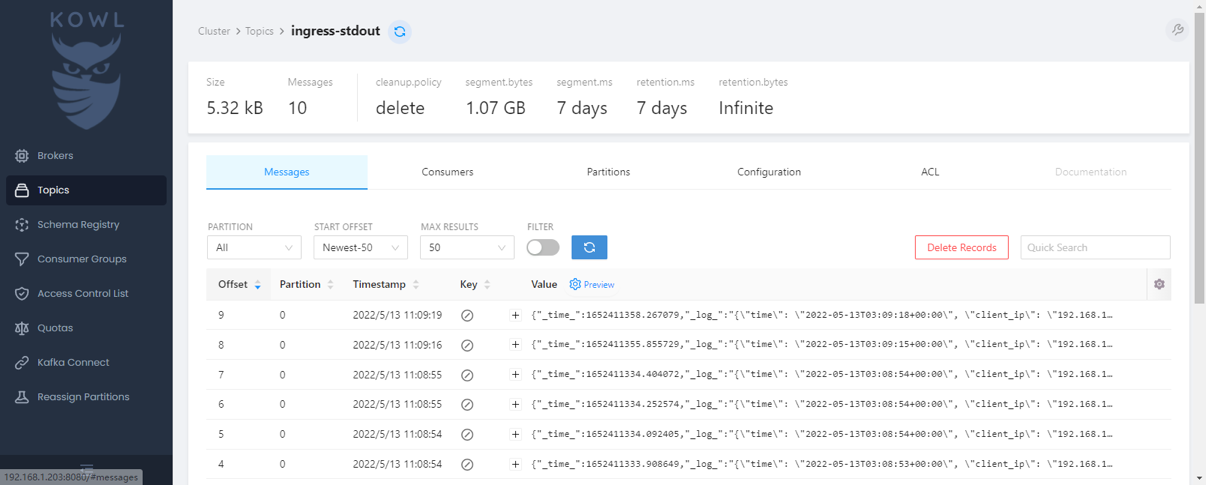 KOWL
Brokers
Topics
Schema Registry
Consumer Groups
Access Control List
Quotas
Kafka Connect
Reassign Partitions
192.168.1.203:8080/#messages
Cluster > Topics > ingress-stdout
Size Messages cleanup.policy segment.bytes segment.ms retention.ms retention.bytes
5.32 kB 10 delete 1.07 GB 7 days 7 days Infinite
Messages Consumers Partitions Configuration ACL Documentation
PARTITION START OFFSET MAX RESULTS FILTER
All Newest-50 50 Delete Records Quick Search
Offset Partition Timestamp Key Value Preview
9 0 2022/5/13 11:09:19 + {"_time_":1652411358.267079,"_log_":"{\"time\": \"2022-05-13T03:09:18+00:00\", \"client_ip\": \"192.168.1…
8 0 2022/5/13 11:09:16 + {"_time_":1652411355.855729,"_log_":"{\"time\": \"2022-05-13T03:09:15+00:00\", \"client_ip\": \"192.168.1…
7 0 2022/5/13 11:08:55 + {"_time_":1652411334.404072,"_log_":"{\"time\": \"2022-05-13T03:08:54+00:00\", \"client_ip\": \"192.168.1…
6 0 2022/5/13 11:08:55 + {"_time_":1652411334.252574,"_log_":"{\"time\": \"2022-05-13T03:08:54+00:00\", \"client_ip\": \"192.168.1…
5 0 2022/5/13 11:08:54 + {"_time_":1652411334.092405,"_log_":"{\"time\": \"2022-05-13T03:08:54+00:00\", \"client_ip\": \"192.168.1…
4 0 2022/5/13 11:08:54 + {"_time_":1652411333.908649,"_log_":"{\"time\": \"2022-05-13T03:08:53+00:00\", \"client_ip\": \"192.168.1…